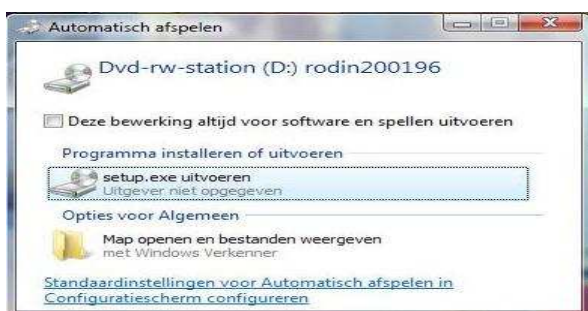 Automatisch afspelen
Dvd-rw-station (D:) rodin200196
Deze bewerking altijd voor software en spellen uitvoeren
Programma installeren of uitvoeren
setup.exe uitvoeren
Uitgever niet opgegeven
Opties voor Algemeen
Map openen en bestanden weergeven
met Windows Verkenner
Standaardinstellingen voor Automatisch afspelen in
Configuratiescherm configureren